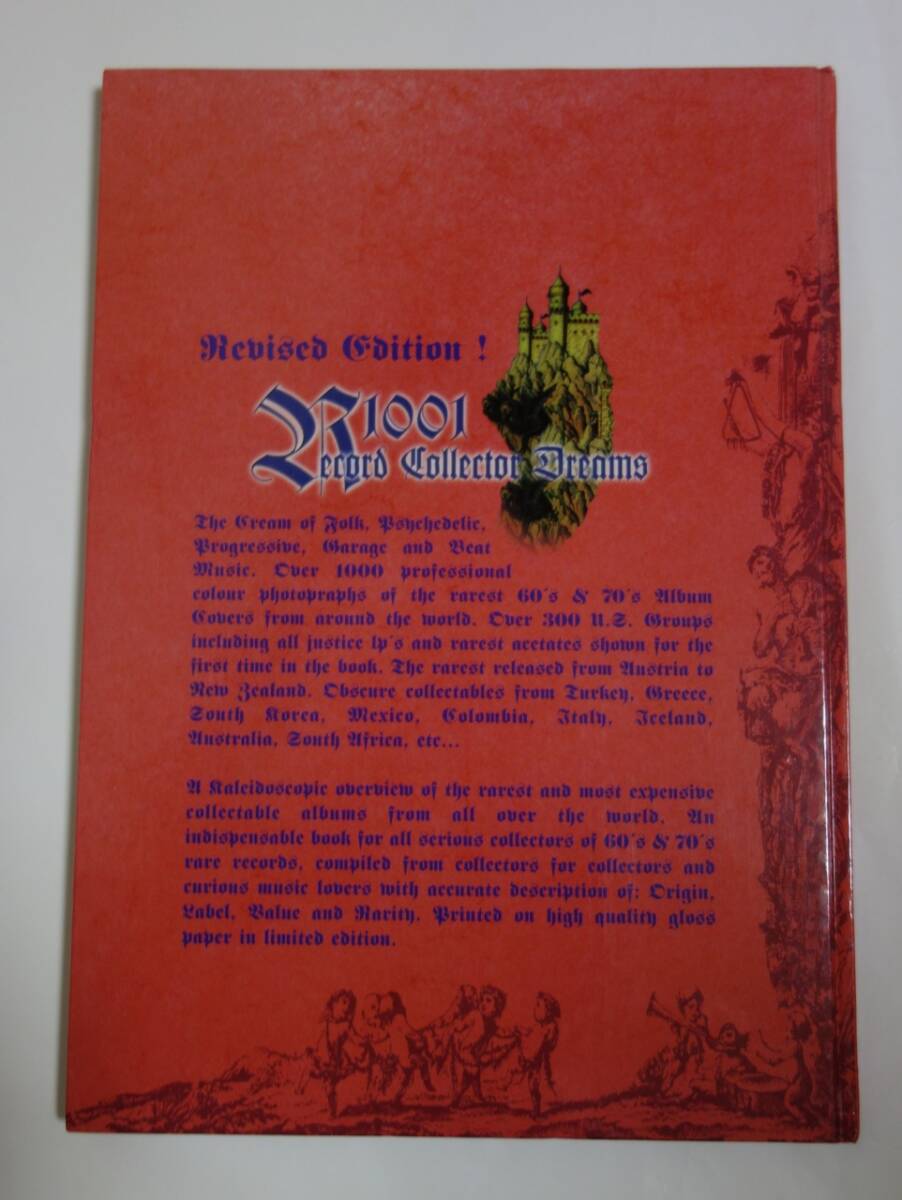 Revised Edition !
1001
Record Collector Dreams
The Cream of Folk, Psychedelic,
Progressive, Garage and Beat
Music. Over 1000 professional
colour photopraphs of the rarest 60´s & 70´s Album
Covers from around the world. Over 300 U.S. Groups
including all justice lp´s and rarest acetates shown for the
first time in the book. The rarest released from Austria to
New Zealand. Obscure collectables from Turkey, Greece,
South Korea, Mexico, Colombia, Italy, Iceland,
Australia, South Africa, etc...
A Kaleidoscopic overview of the rarest and most expensive
collectable albums from all over the world. An
indispensable book for all serious collectors of 60´s & 70´s
rare records, compiled from collectors for collectors and
curious music lovers with accurate description of: Origin,
Label, Value and Rarity. Printed on high quality gloss
paper in limited edition.